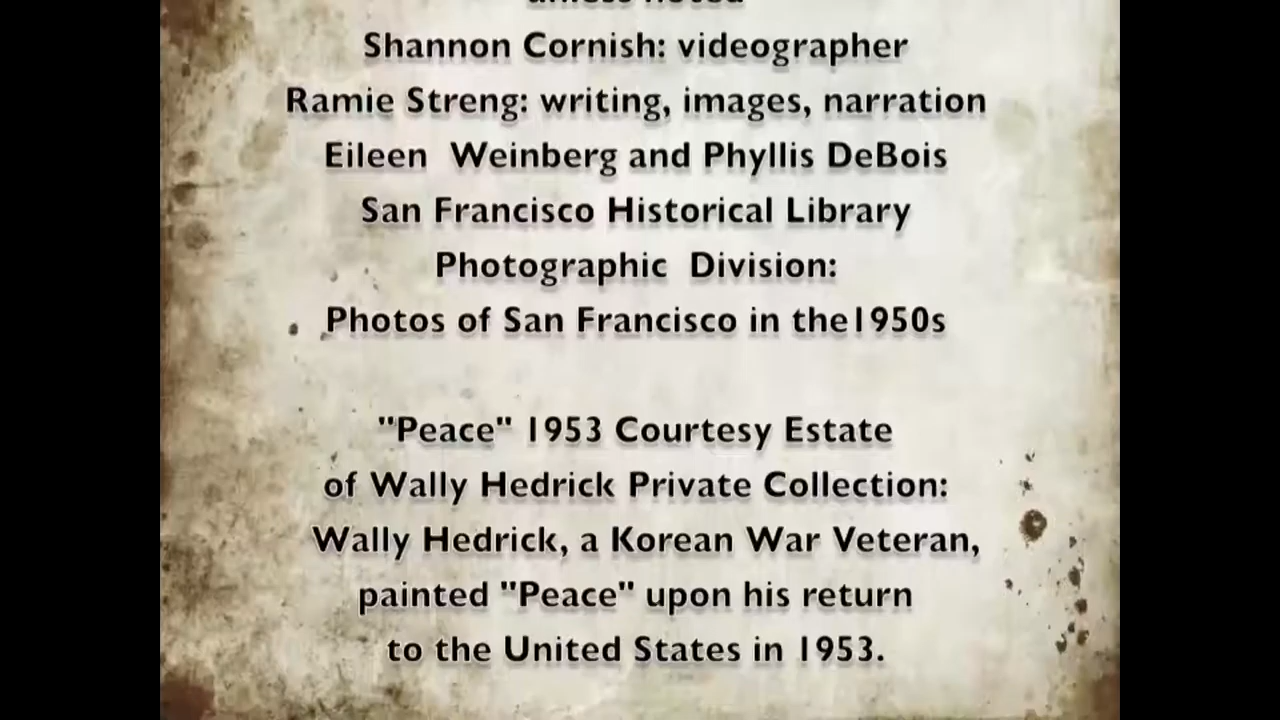 unless noted
Shannon Cornish: videographer
Ramie Streng: writing, images, narration
Eileen  Weinberg and Phyllis DeBois
San Francisco Historical Library
Photographic  Division:
Photos of San Francisco in the1950s
"Peace" 1953 Courtesy Estate
of Wally Hedrick Private Collection:
Wally Hedrick, a Korean War Veteran,
painted "Peace" upon his return
to the United States in 1953.